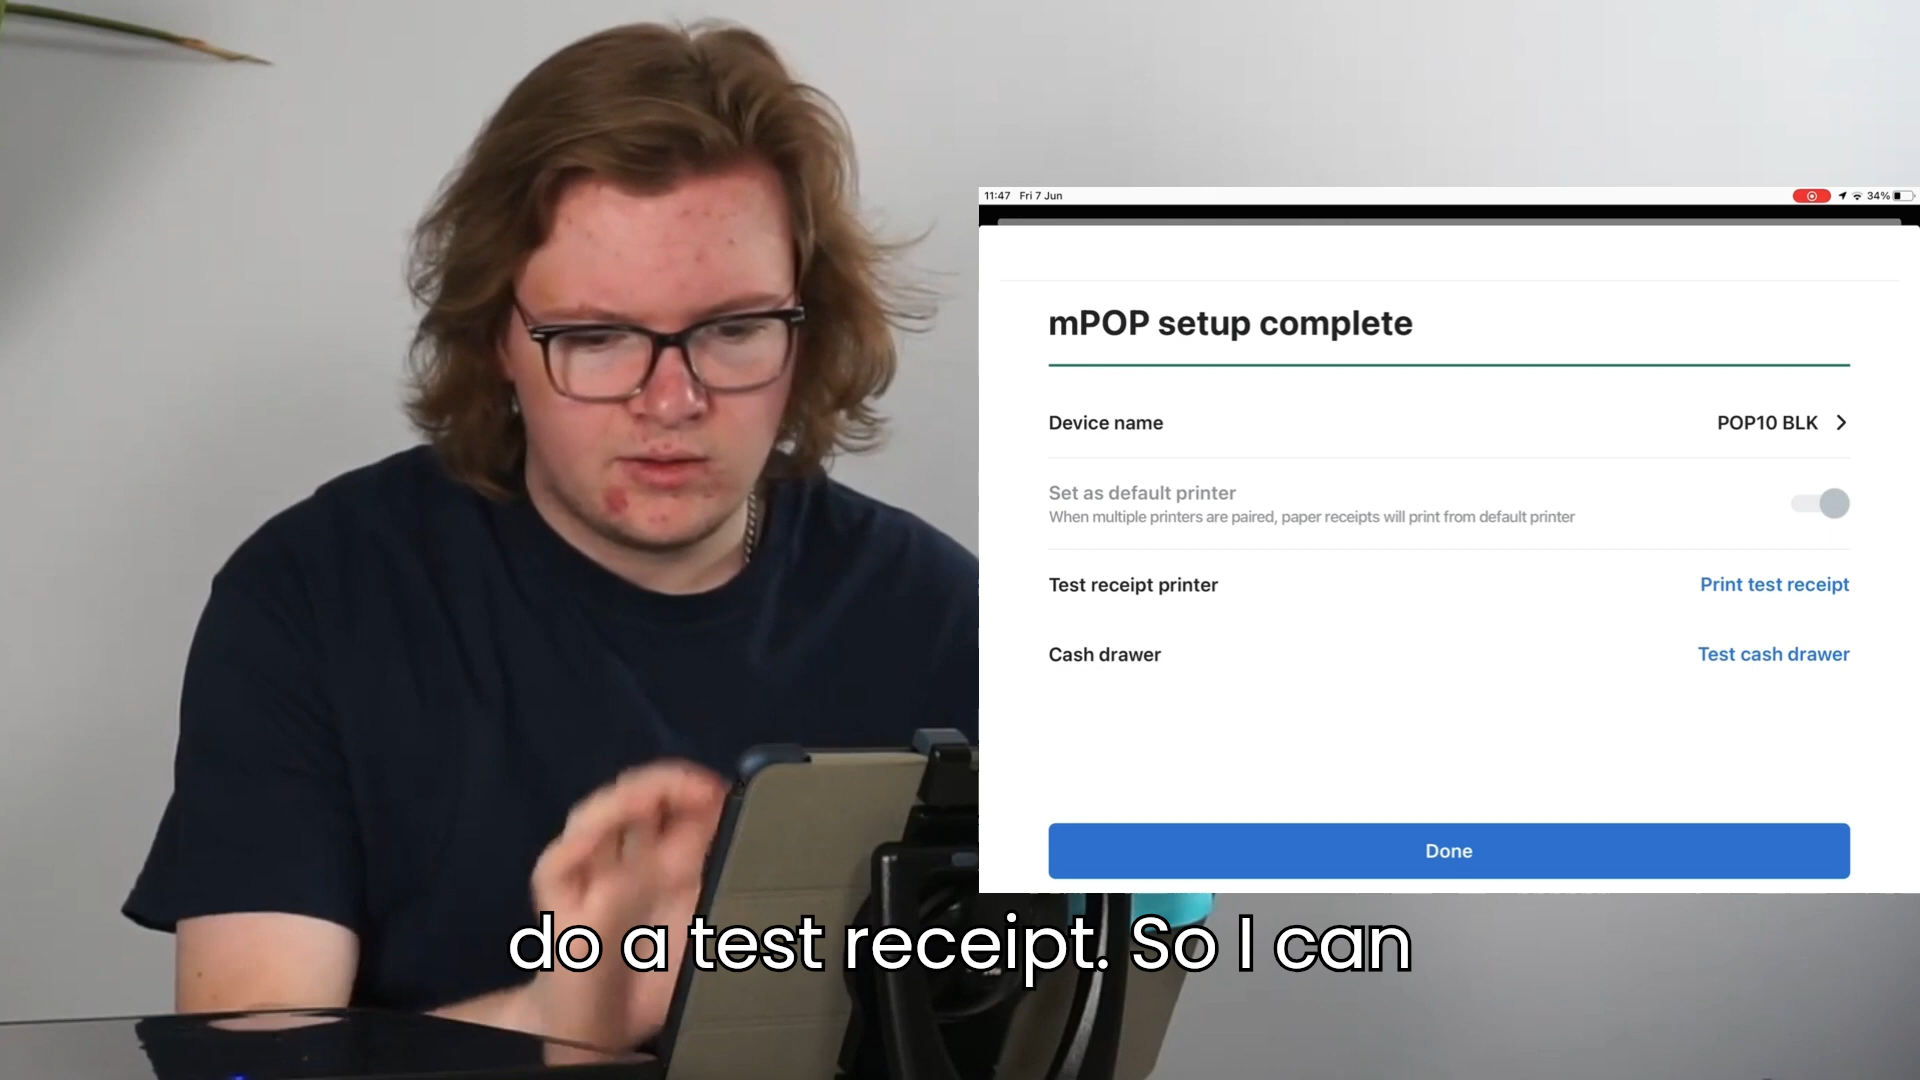 11:47 Fri 7 Jun
34%
mPOP setup complete
Device name POP10 BLK
Set as default printer
When multiple printers are paired, paper receipts will print from default printer
Test receipt printer Print test receipt
Cash drawer Test cash drawer
Done
do a test receipt. So I can